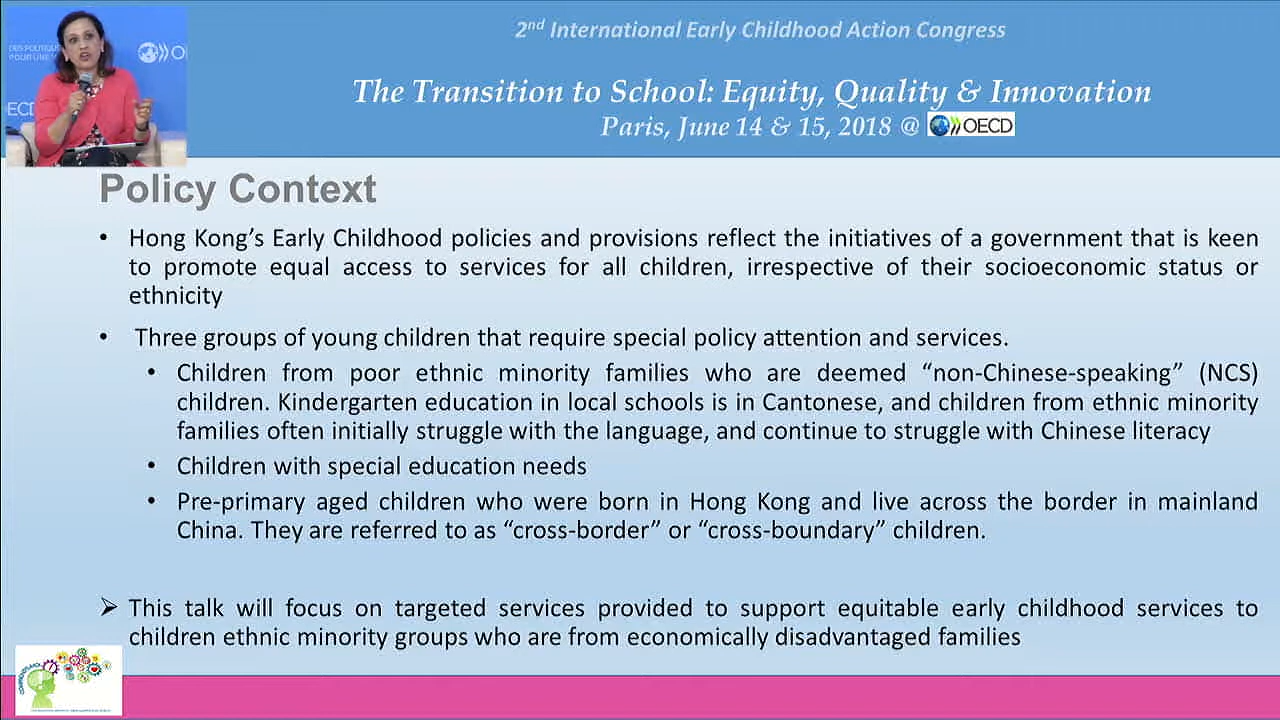 DES POLITIQU
POUR UNE
OECD
ECD
2nd International Early Childhood Action Congress
The Transition to School: Equity, Quality & Innovation
Paris, June 14 & 15, 2018 @ OECD
Policy Context
• Hong Kong’s Early Childhood policies and provisions reflect the initiatives of a government that is keen
to promote equal access to services for all children, irrespective of their socioeconomic status or
ethnicity
• Three groups of young children that require special policy attention and services.
• Children from poor ethnic minority families who are deemed “non-Chinese-speaking” (NCS)
children. Kindergarten education in local schools is in Cantonese, and children from ethnic minority
families often initially struggle with the language, and continue to struggle with Chinese literacy
• Children with special education needs
• Pre-primary aged children who were born in Hong Kong and live across the border in mainland
China. They are referred to as “cross-border” or “cross-boundary” children.
➢ This talk will focus on targeted services provided to support equitable early childhood services to
children ethnic minority groups who are from economically disadvantaged families